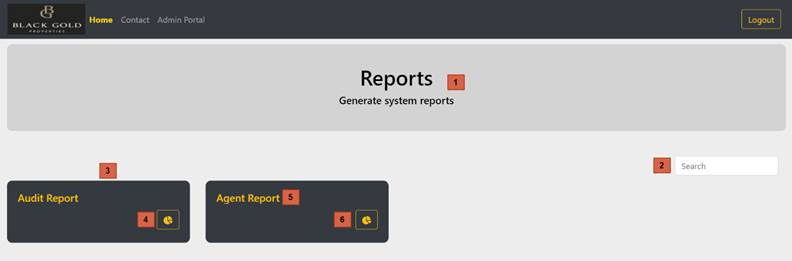 BG
BLACK GOLD
PROPERTIES
Home Contact Admin Portal Logout
Reports 1
Generate system reports
2 Search
3
Audit Report
4
Agent Report 5
6